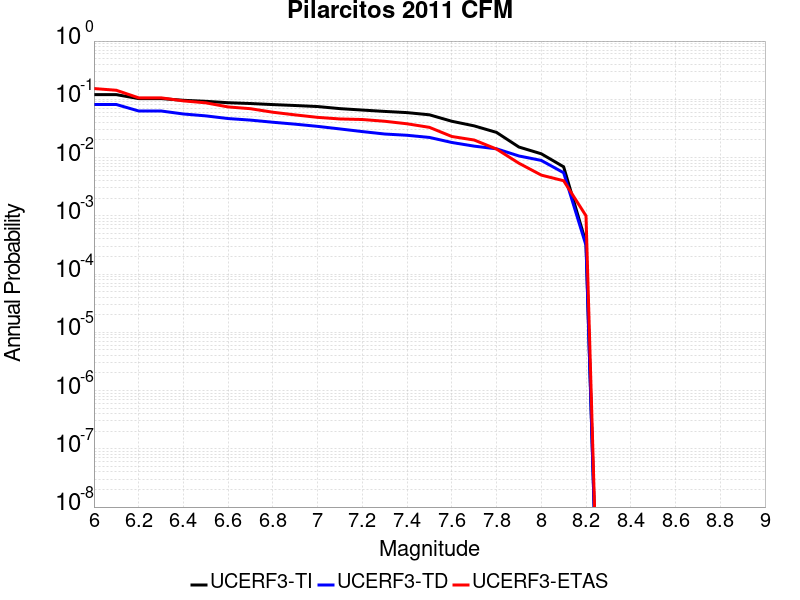 Pilarcitos 2011 CFM
10^0
10^-1
10^-2
10^-3
10^-4
10^-5
10^-6
10^-7
10^-8
Annual Probability
6 6.2 6.4 6.6 6.8 7 7.2 7.4 7.6 7.8 8 8.2 8.4 8.6 8.8 9
Magnitude
UCERF3-TI UCERF3-TD UCERF3-ETAS